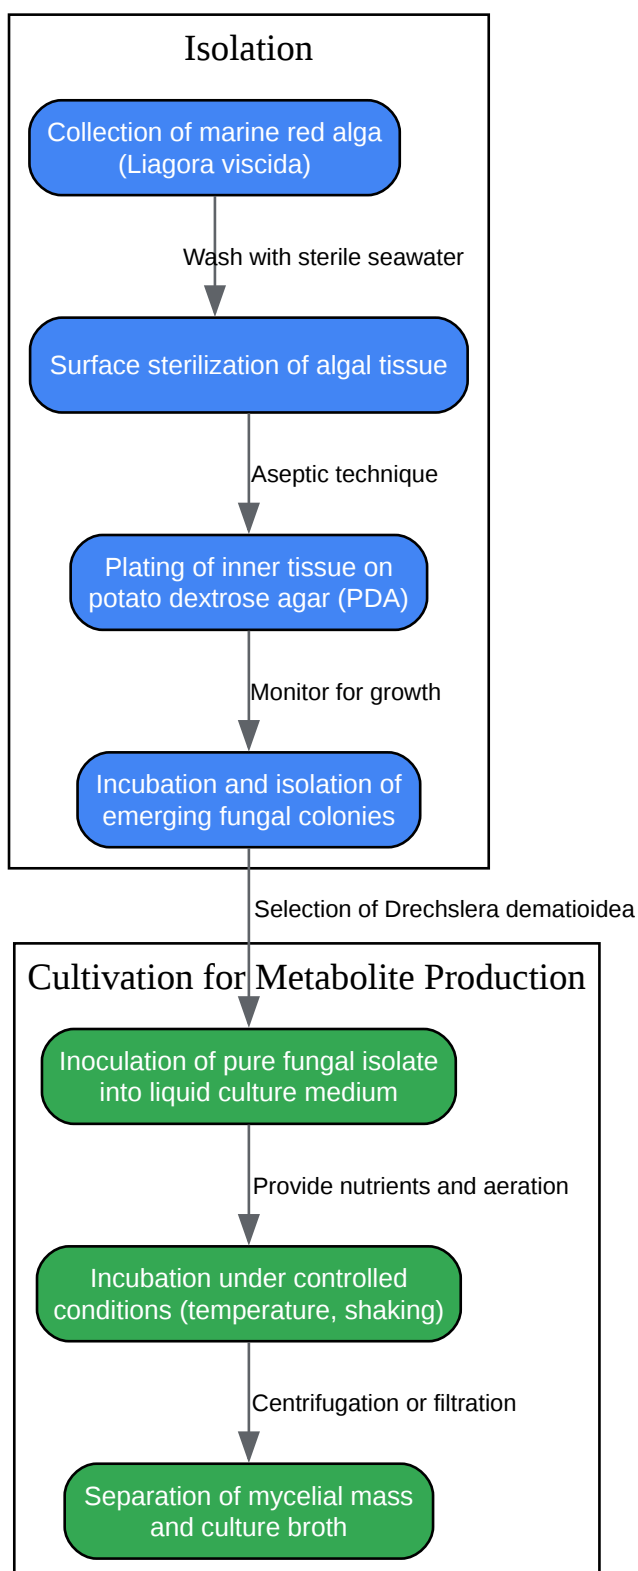 Isolation
Collection of marine red alga
(Liagora viscida)
Wash with sterile seawater
Surface sterilization of algal tissue
Aseptic technique
Plating of inner tissue on
potato dextrose agar (PDA)
Monitor for growth
Incubation and isolation of
emerging fungal colonies
Selection of Drechslera dematioidea
Cultivation for Metabolite Production
Inoculation of pure fungal isolate
into liquid culture medium
Provide nutrients and aeration
Incubation under controlled
conditions (temperature, shaking)
Centrifugation or filtration
Separation of mycelial mass
and culture broth